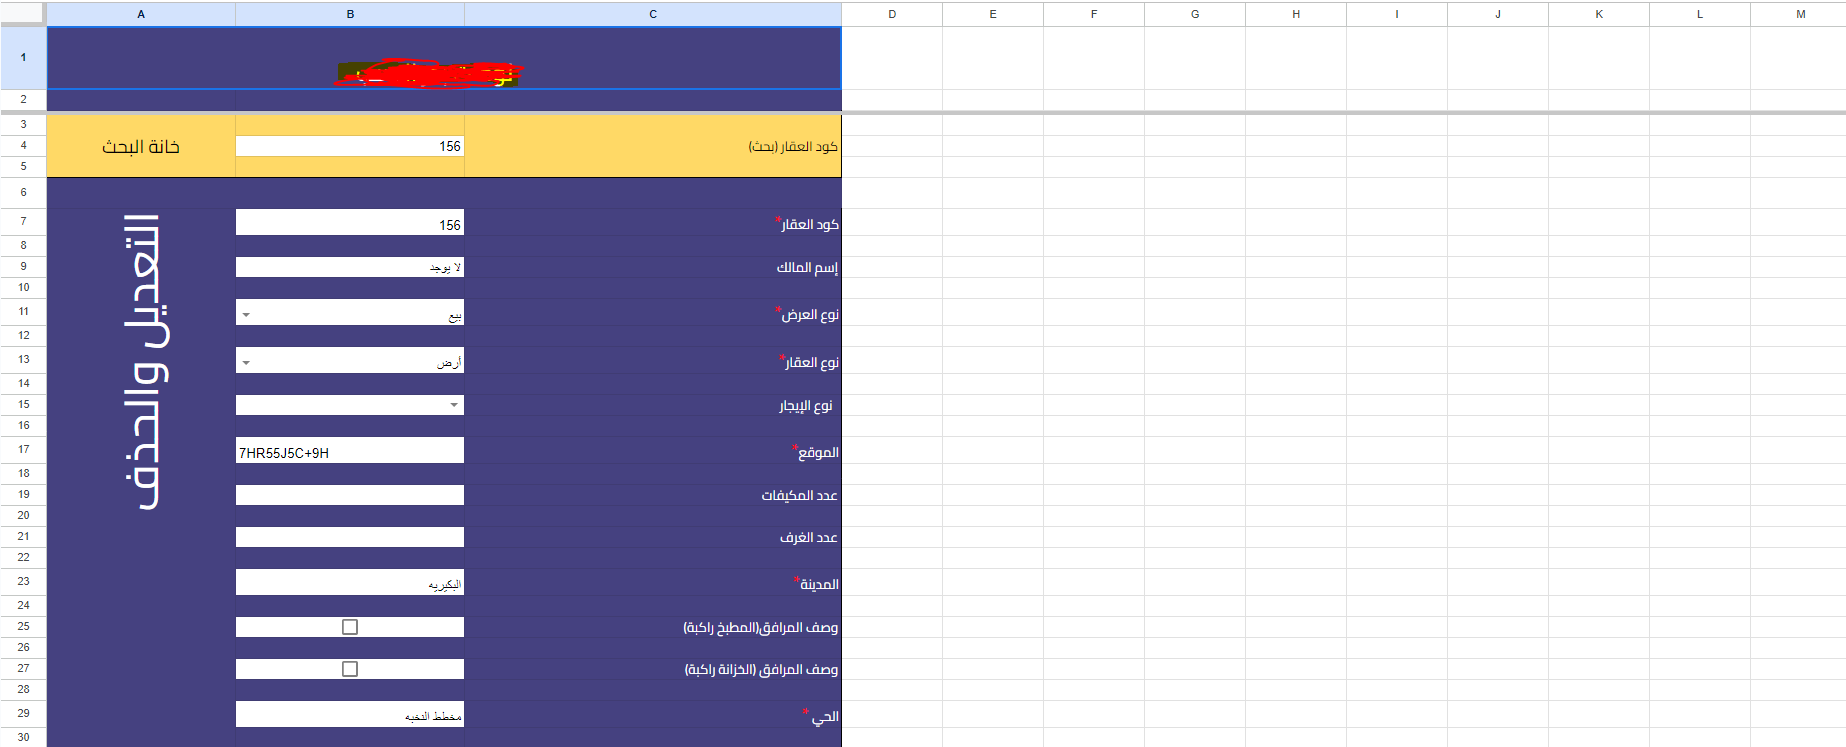 A B C D E F G H I J K L M
1
2
3
4 كود العقار (بحث) 156 خانة البحث
5
6
7 كود العقار* 156
التعديل والحذف
8
9 إسم المالك لا يوجد
10
11 نوع العرض* بيع
12
13 نوع العقار* أرض
14
15 نوع الإيجار
16
17 الموقع* 7HR55J5C+9H
18
19 عدد المكيفات
20
21 عدد الغرف
22
23 المدينة* البكيريه
24
25 وصف المرافق(المطبخ راكبة)
26
27 وصف المرافق (الخزانة راكبة)
28
29 الحي * مخطط النخبه
30